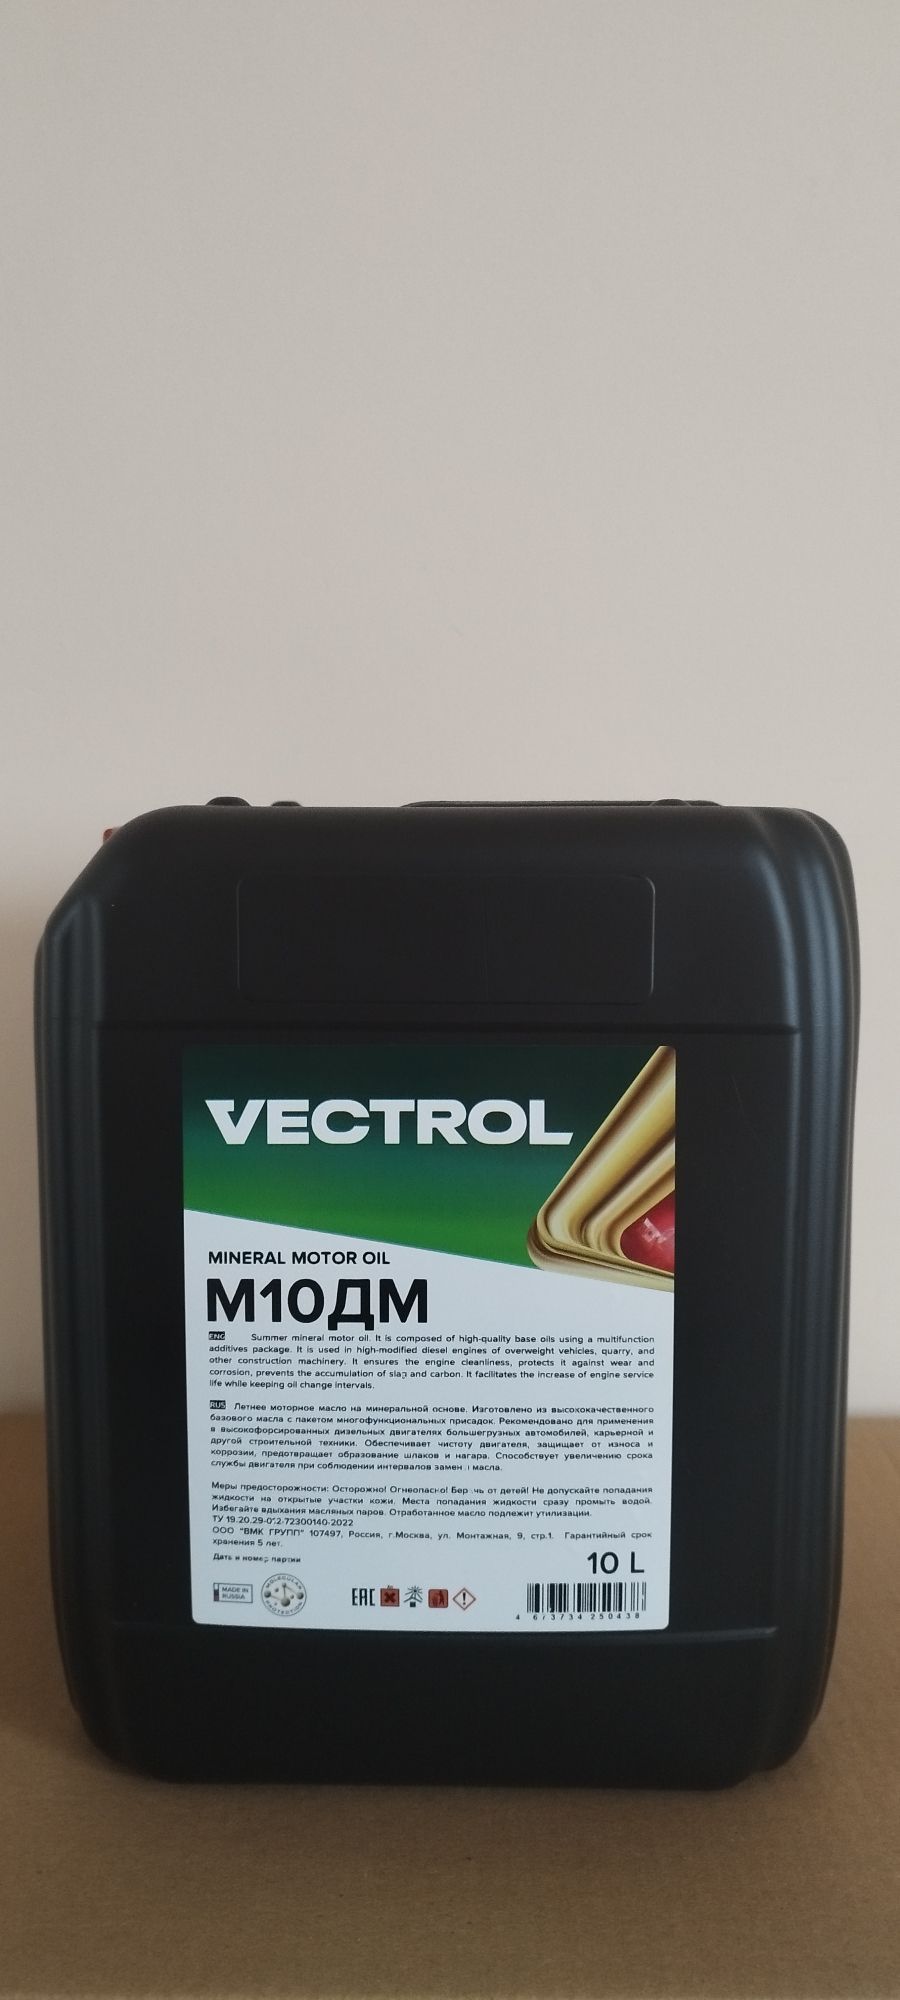 VECTROL
MINERAL MOTOR OIL
М10ДМ
ENG Summer mineral motor oil. It is composed of high-quality base oils using a multifunction
additives package. It is used in high-modified diesel engines of overweight vehicles, quarry, and
other construction machinery. It ensures the engine cleanliness, protects it against wear and
corrosion, prevents the accumulation of slag and carbon. It facilitates the increase of engine service
life while keeping oil change intervals.
RUS Летнее моторное масло на минеральной основе. Изготовлено из высококачественного
базового масла с пакетом многофункциональных присадок. Рекомендовано для применения
в высокофорсированных дизельных двигателях большегрузных автомобилей, карьерной и
другой строительной техники. Обеспечивает чистоту двигателя, защищает от износа и
коррозии, предотвращает образование шлаков и нагара. Способствует увеличению срока
службы двигателя при соблюдении интервалов замены масла.
Меры предосторожности: Осторожно! Огнеопасно! Беречь от детей! Не допускайте попадания
жидкости на открытые участки кожи. Места попадания жидкости сразу промыть водой.
Избегайте вдыхания масляных паров. Отработанное масло подлежит утилизации.
ТУ 19.20.29-012-72300140-2022
ООО "ВМК ГРУПП" 107497, Россия, г.Москва, ул. Монтажная, 9, стр.1. Гарантийный срок
хранения 5 лет.
Дата и номер партии
10 L
MADE IN
RUSSIA
MOLECULAR
PROTECTION
EAC
4 673734 250438